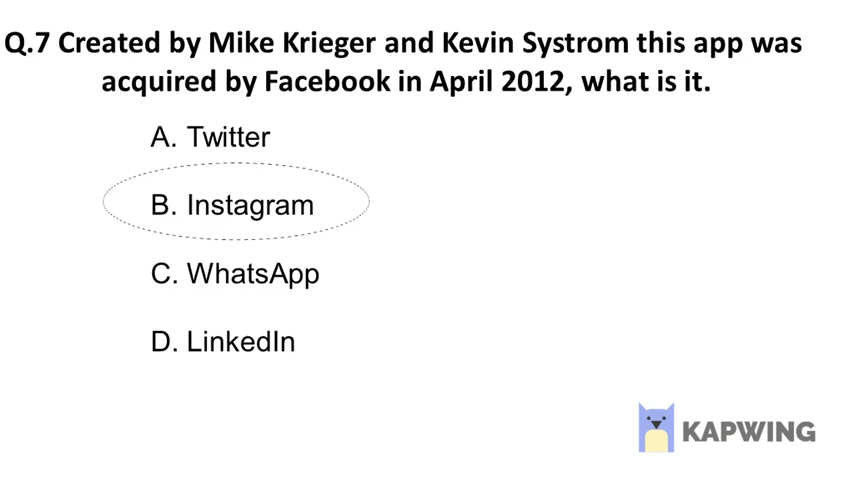 Q.7 Created by Mike Krieger and Kevin Systrom this app was
acquired by Facebook in April 2012, what is it.
A. Twitter
B. Instagram
C. WhatsApp
D. LinkedIn
KAPWING